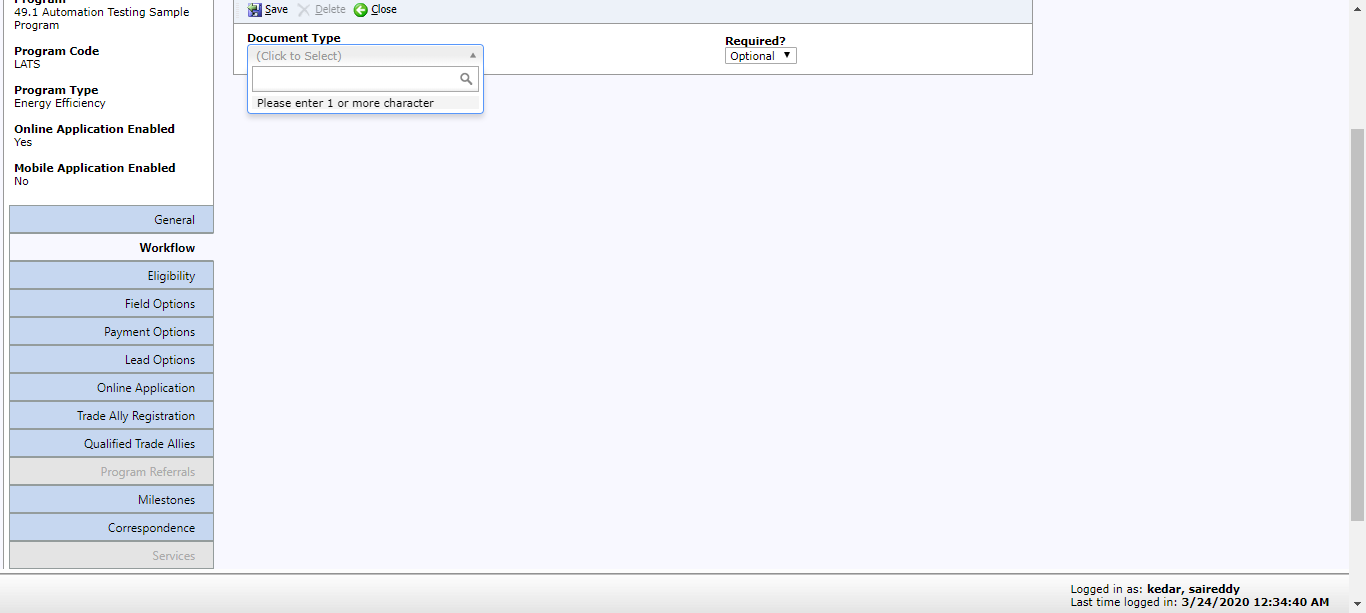 Program
49.1 Automation Testing Sample
Program
Program Code
LATS
Program Type
Energy Efficiency
Online Application Enabled
Yes
Mobile Application Enabled
No
General
Workflow
Eligibility
Field Options
Payment Options
Lead Options
Online Application
Trade Ally Registration
Qualified Trade Allies
Program Referrals
Milestones
Correspondence
Services
Save Delete Close
Document Type
(Click to Select)
Please enter 1 or more character
Required?
Optional
Logged in as: kedar, saireddy
Last time logged in: 3/24/2020 12:34:40 AM